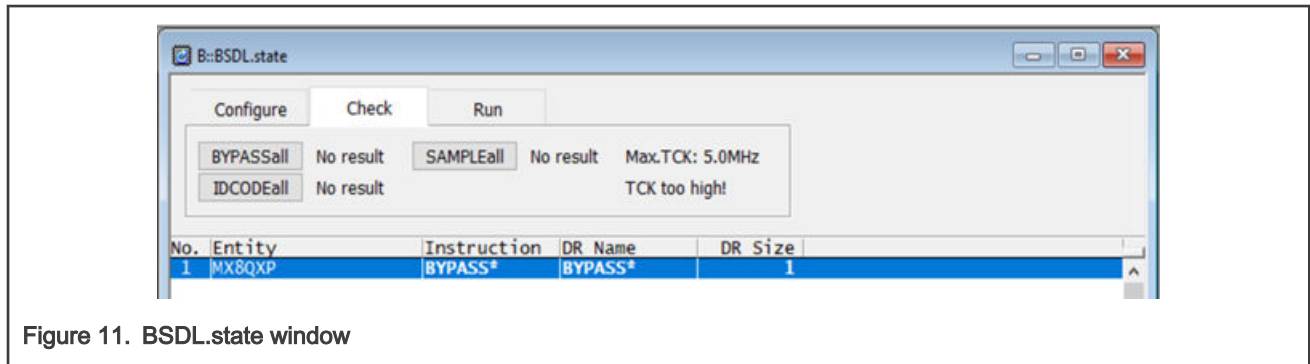 B::BSDL.state
Configure Check Run
BYPASSall No result SAMPLEall No result Max.TCK: 5.0MHz
IDCODEall No result TCK too high!
No. Entity Instruction DR Name DR Size
1 MX8QXP BYPASS* BYPASS* 1
Figure 11. BSDL.state window